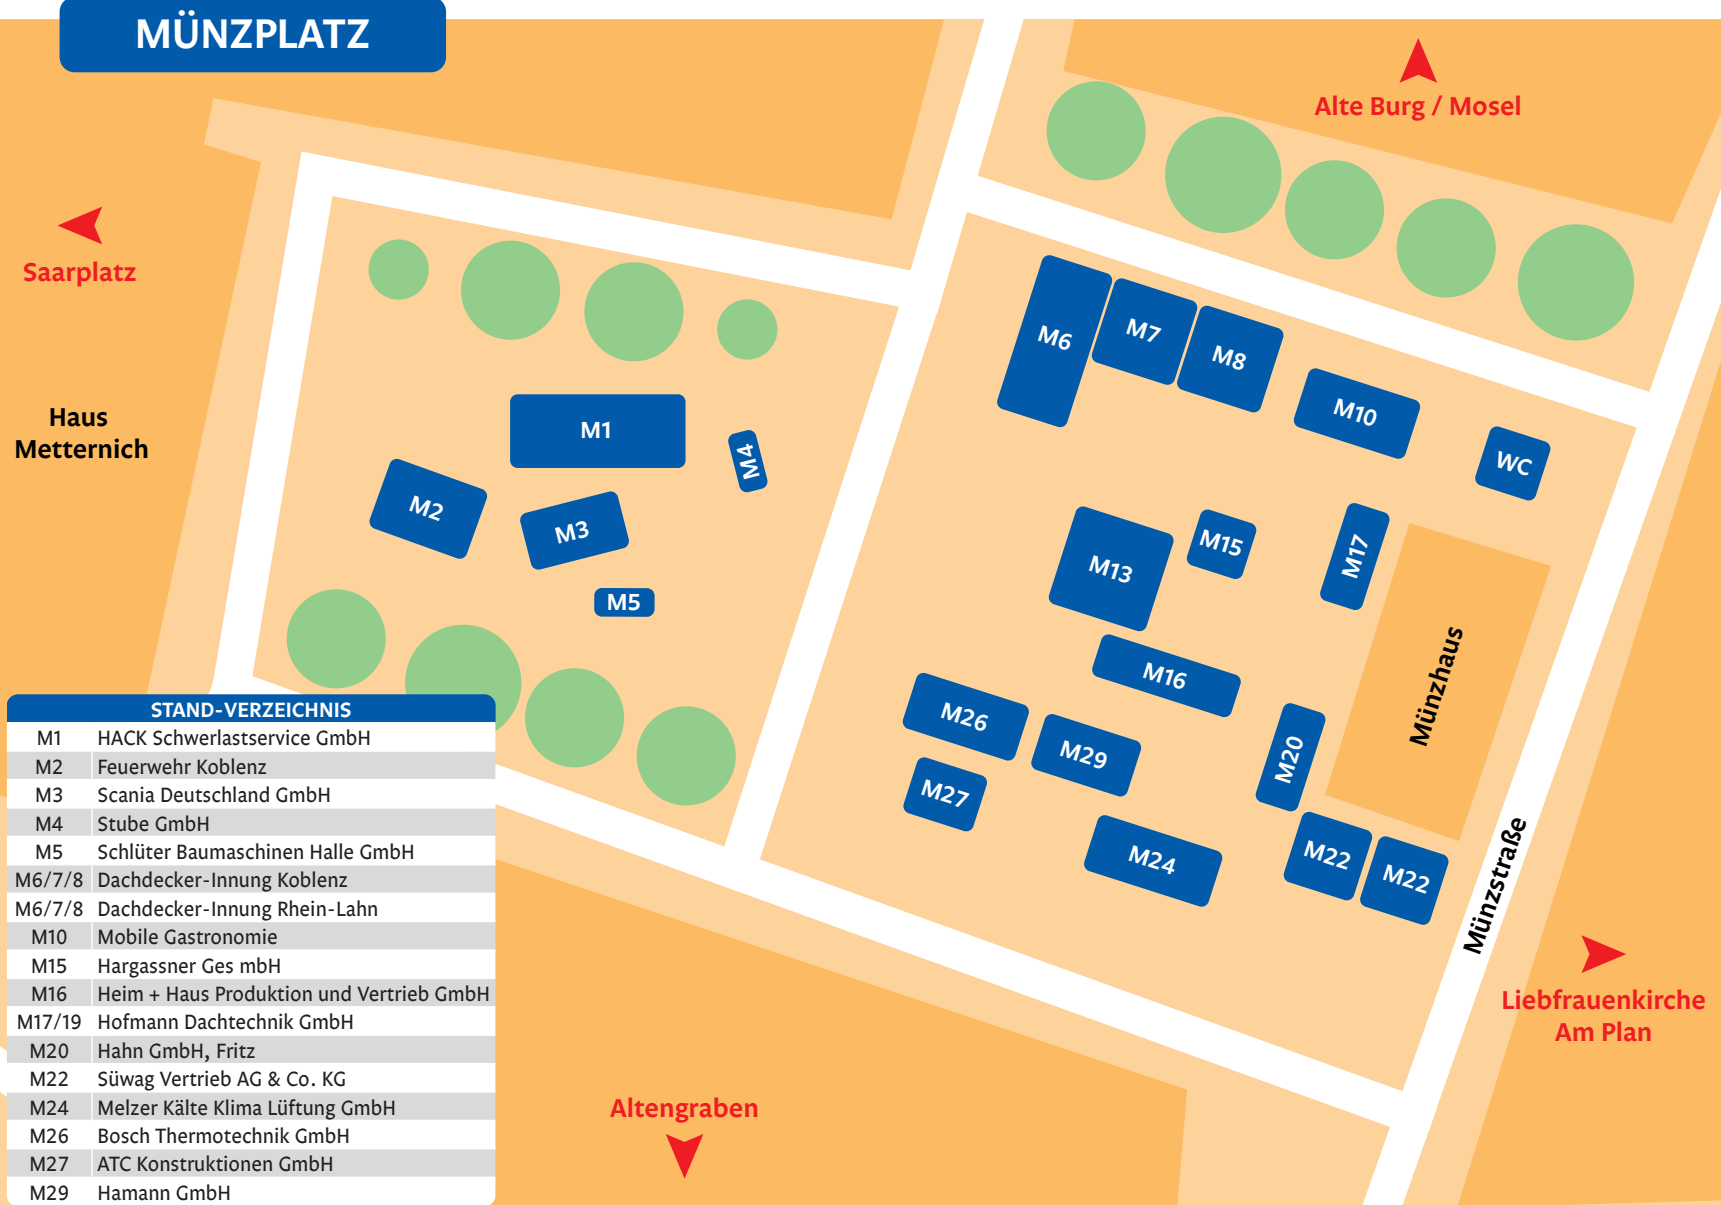 MÜNZPLATZ
Alte Burg / Mosel
Saarplatz
Haus
Metternich
M1
M2
M3
M4
M5
M6
M7
M8
M10
WC
M13
M15
M17
M16
M26
M29
M27
M20
M24
M22
M22
Münzhaus
Münzstraße
Liebfrauenkirche
Am Plan
Altengraben
STAND-VERZEICHNIS
M1 HACK Schwerlastservice GmbH
M2 Feuerwehr Koblenz
M3 Scania Deutschland GmbH
M4 Stube GmbH
M5 Schlüter Baumaschinen Halle GmbH
M6/7/8 Dachdecker-Innung Koblenz
M6/7/8 Dachdecker-Innung Rhein-Lahn
M10 Mobile Gastronomie
M15 Hargassner Ges mbH
M16 Heim + Haus Produktion und Vertrieb GmbH
M17/19 Hofmann Dachtechnik GmbH
M20 Hahn GmbH, Fritz
M22 Süwag Vertrieb AG & Co. KG
M24 Melzer Kälte Klima Lüftung GmbH
M26 Bosch Thermotechnik GmbH
M27 ATC Konstruktionen GmbH
M29 Hamann GmbH